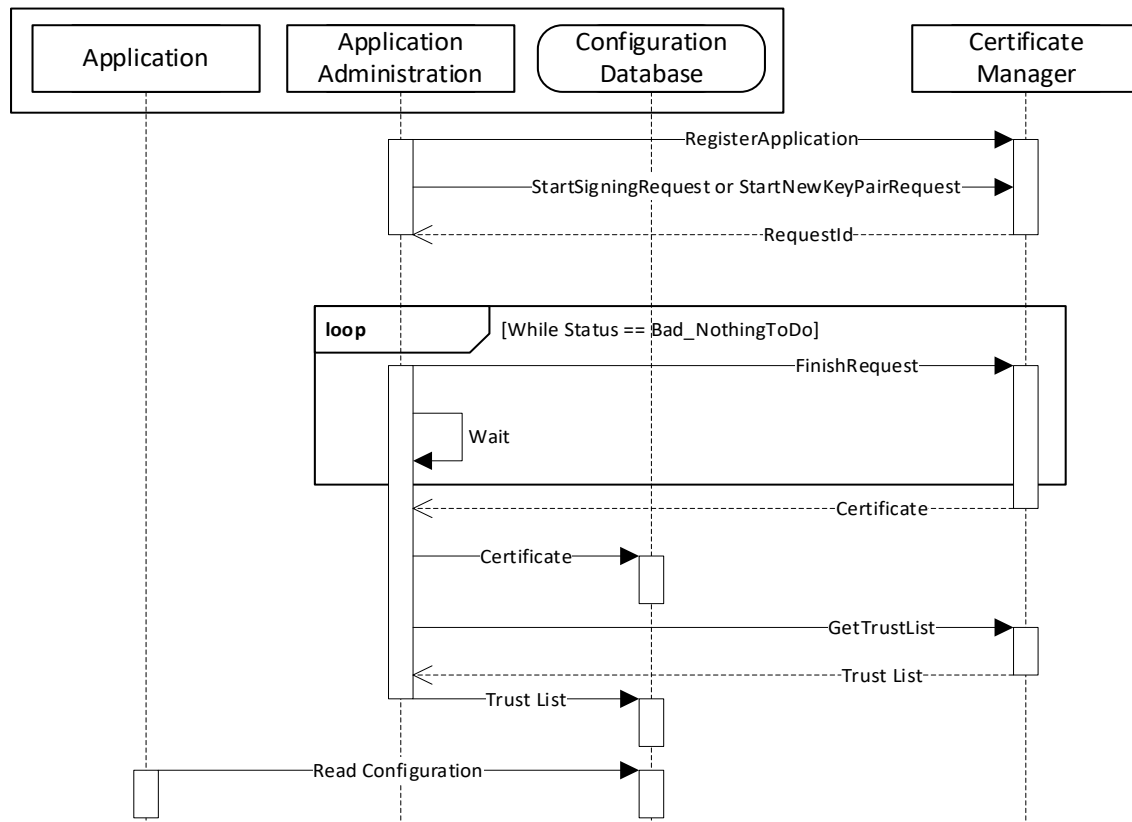 Application
Application
Administration
Configuration
Database
Certificate
Manager
RegisterApplication
StartSigningRequest or StartNewKeyPairRequest
RequestId
loop
[While Status == Bad_NothingToDo]
FinishRequest
Wait
Certificate
Certificate
GetTrustList
Trust List
Trust List
Read Configuration